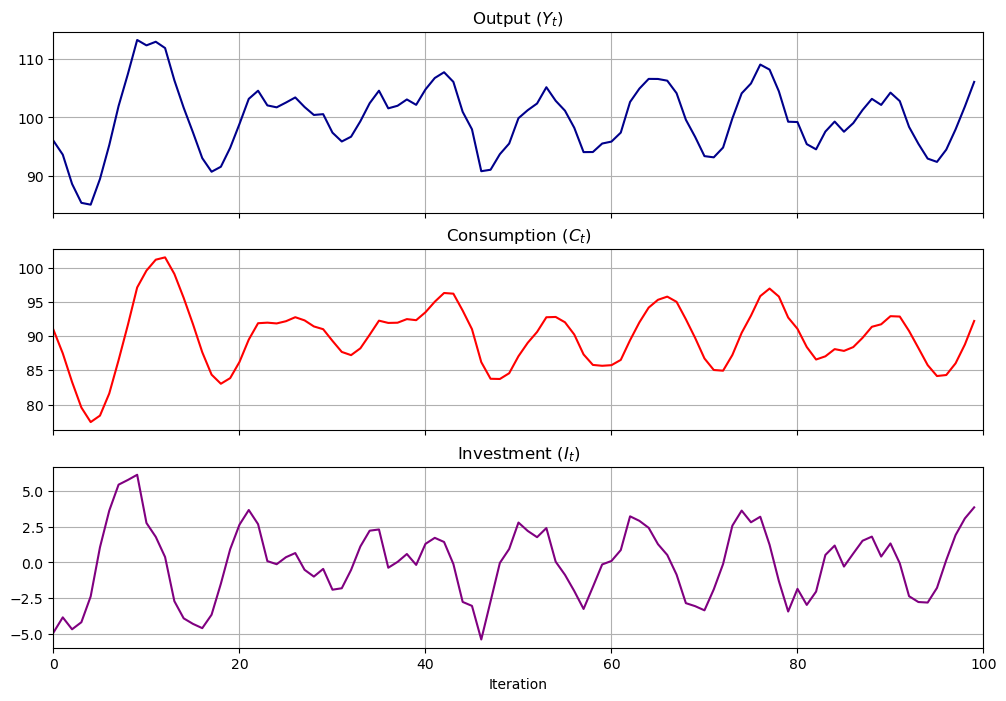 Output (Y_t)
110
100
90
Consumption (C_t)
100
95
90
85
80
Investment (I_t)
5.0
2.5
0.0
−2.5
−5.0
0 20 40 60 80 100
Iteration